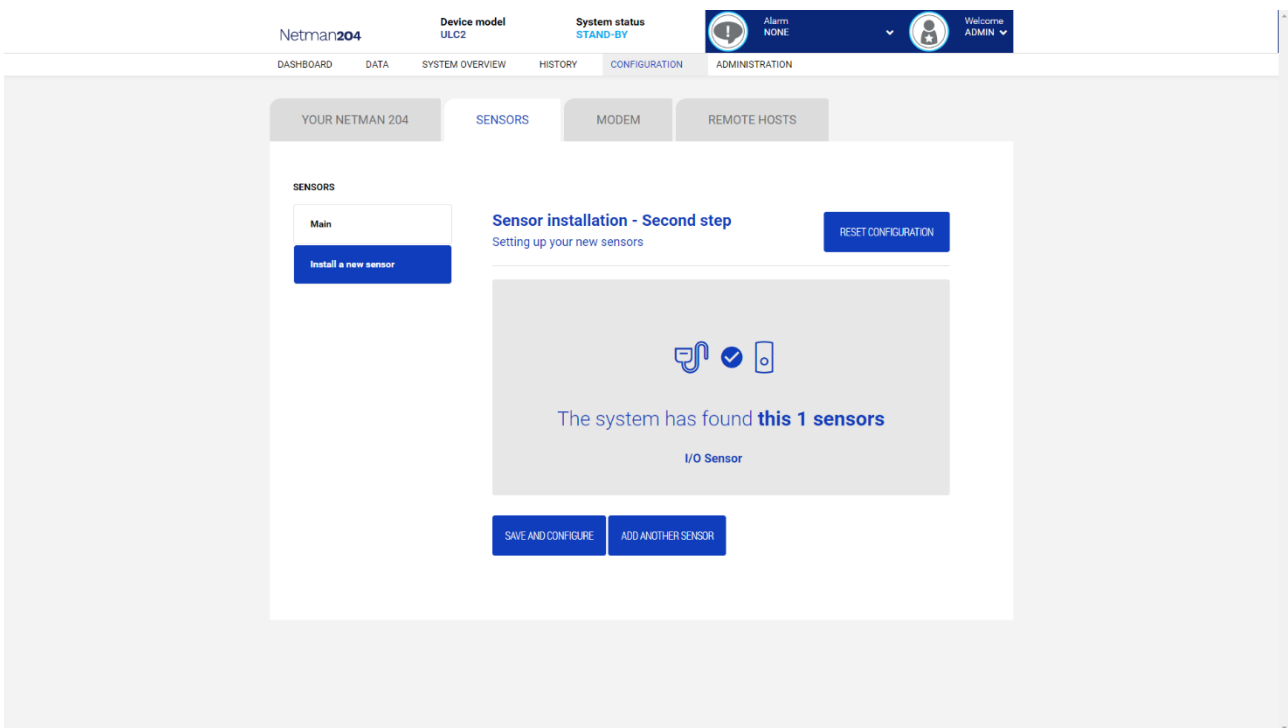 Netman204
Device model
ULC2
System status
STAND-BY
Alarm
NONE
Welcome
ADMIN
DASHBOARD DATA SYSTEM OVERVIEW HISTORY CONFIGURATION ADMINISTRATION
YOUR NETMAN 204 SENSORS MODEM REMOTE HOSTS
SENSORS
Main
Install a new sensor
Sensor installation - Second step
Setting up your new sensors
RESET CONFIGURATION
The system has found this 1 sensors
I/O Sensor
SAVE AND CONFIGURE ADD ANOTHER SENSOR